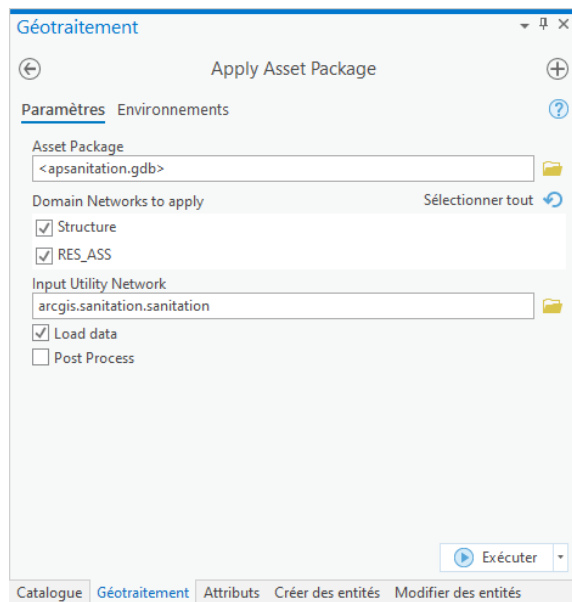 Géotraitement
Apply Asset Package
Paramètres Environnements
Asset Package
<apsanitation.gdb>
Domain Networks to apply Sélectionner tout
Structure
RES_ASS
Input Utility Network
arcgis.sanitation.sanitation
Load data
Post Process
Exécuter
Catalogue Géotraitement Attributs Créer des entités Modifier des entités